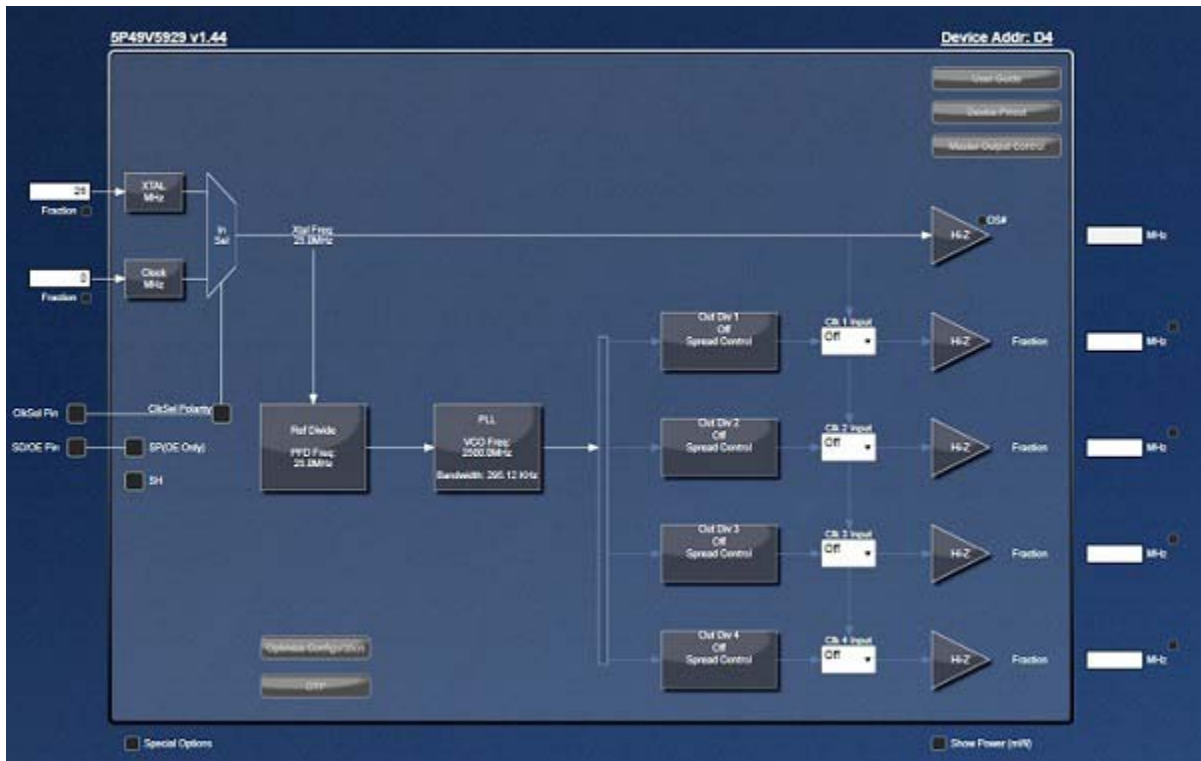 5P49V5929 v1.44
Device Addr: D4
User Guide
Device Pinout
Master Output Control
25
XTAL
MHz
Fraction
In
Sel
Xtal Freq:
25.0MHz
Hi-Z
OS#
MHz
0
Clock
MHz
Fraction
Out Div 1
Off
Spread Control
Clk 1 Input
Off
Hi-Z
Fraction
MHz
ClkSel Pin
ClkSel Polarity
SD/OE Pin
SP(OE Only)
SH
Ref Divide
PFD Freq:
25.0MHz
PLL
VCO Freq:
2500.0MHz
Bandwidth: 295.12 KHz
Out Div 2
Off
Spread Control
Clk 2 Input
Off
Hi-Z
Fraction
MHz
Out Div 3
Off
Spread Control
Clk 3 Input
Off
Hi-Z
Fraction
MHz
Out Div 4
Off
Spread Control
Clk 4 Input
Off
Hi-Z
Fraction
MHz
Optimize Configuration
OTP
Special Options
Show Power (mW)